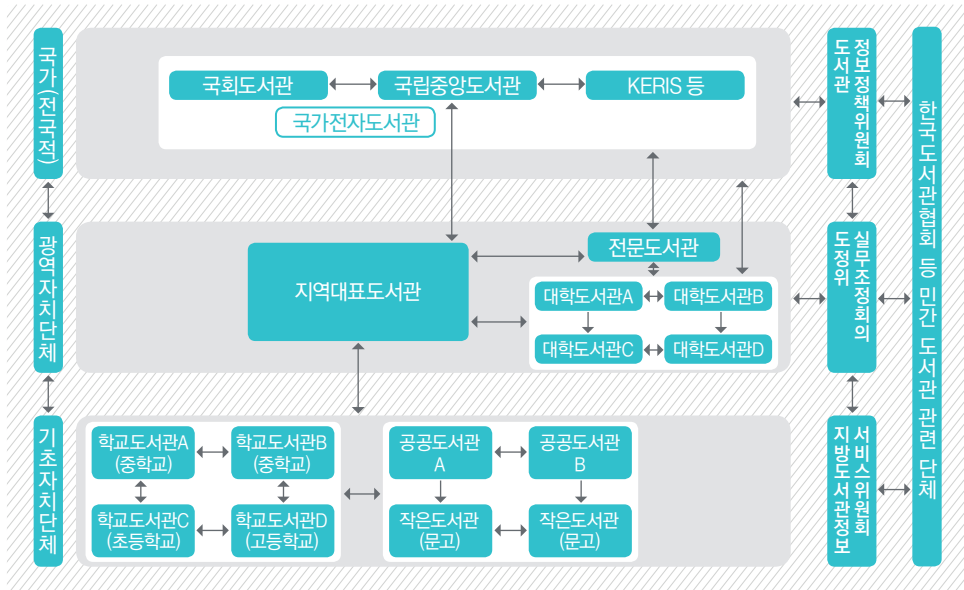 국가(전국적)
국회도서관
국립중앙도서관
KERIS 등
국가전자도서관
도서관
정보정책위원회
광역자치단체
지역대표도서관
전문도서관
대학도서관A
대학도서관B
대학도서관C
대학도서관D
도정위
실무조정회의
기초자치단체
학교도서관A
(중학교)
학교도서관B
(중학교)
학교도서관C
(초등학교)
학교도서관D
(고등학교)
공공도서관
A
공공도서관
B
작은도서관
(문고)
작은도서관
(문고)
지방도서관정보
서비스위원회
한국도서관협회 등 민간 도서관 관련 단체